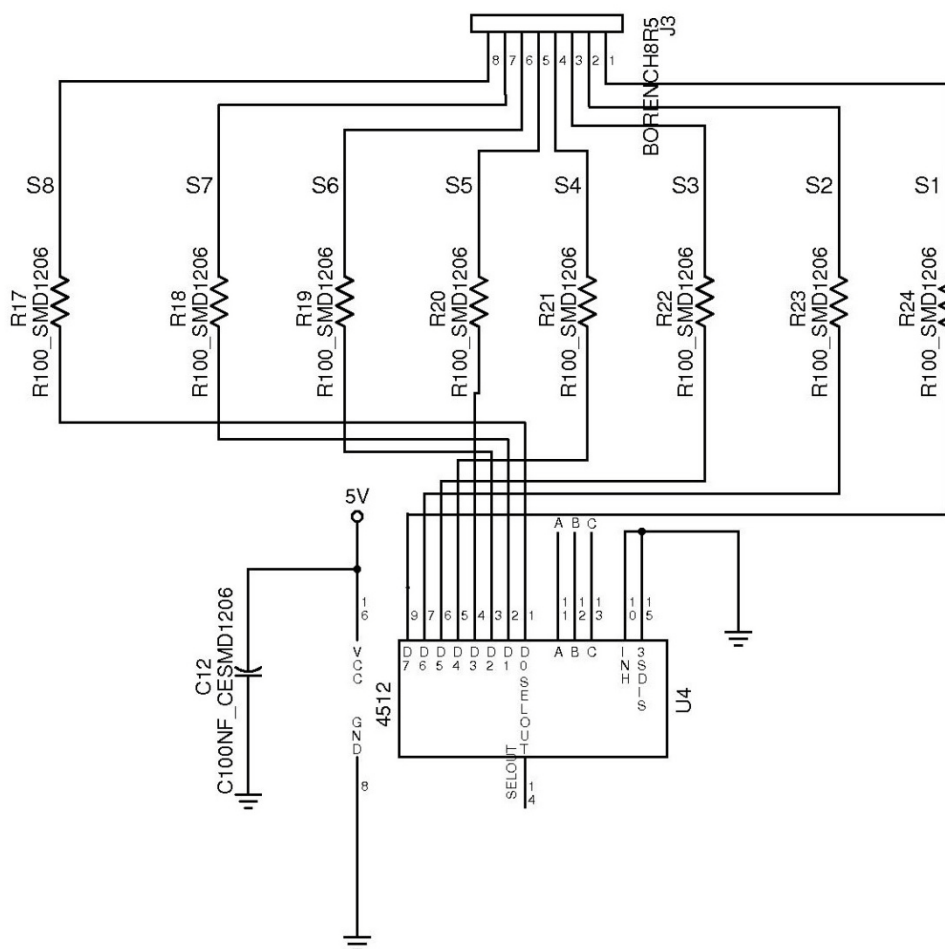 J3
BORENCH8R5
8 7 6 5 4 3 2 1
S8 S7 S6 S5 S4 S3 S2 S1
R17 R18 R19 R20 R21 R22 R23 R24
R100_SMD1206 R100_SMD1206 R100_SMD1206 R100_SMD1206 R100_SMD1206 R100_SMD1206 R100_SMD1206 R100_SMD1206
5V
A B C
16 9 7 6 5 4 3 2 1 11 12 13 10 15
VCC D7 D6 D5 D4 D3 D2 D1 D0 A B C INH 3SDIS
C12
C100NF_CESMD1206
GND
8
4512
SELOUT
SELOUT
14
U4